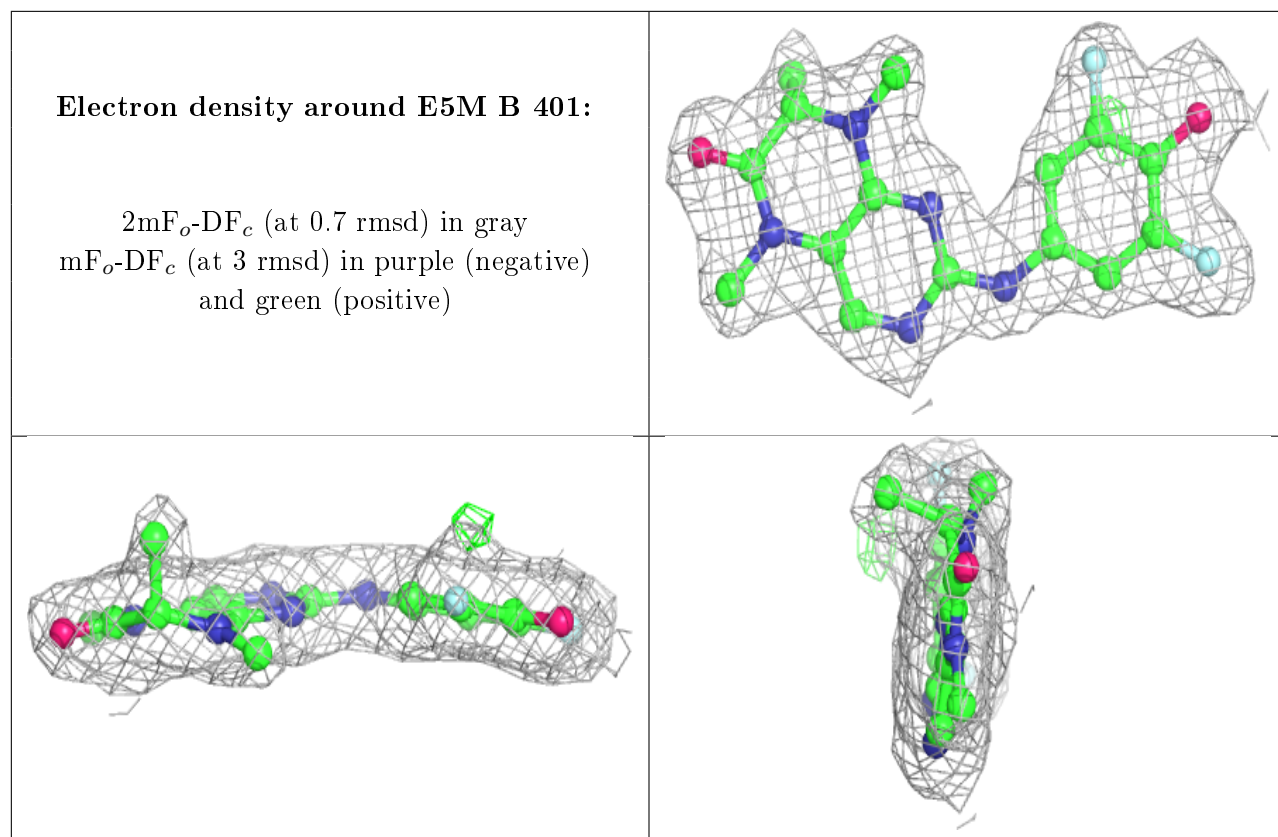 Electron density around E5M B 401:
2mFo-DFc (at 0.7 rmsd) in gray
mFo-DFc (at 3 rmsd) in purple (negative)
and green (positive)